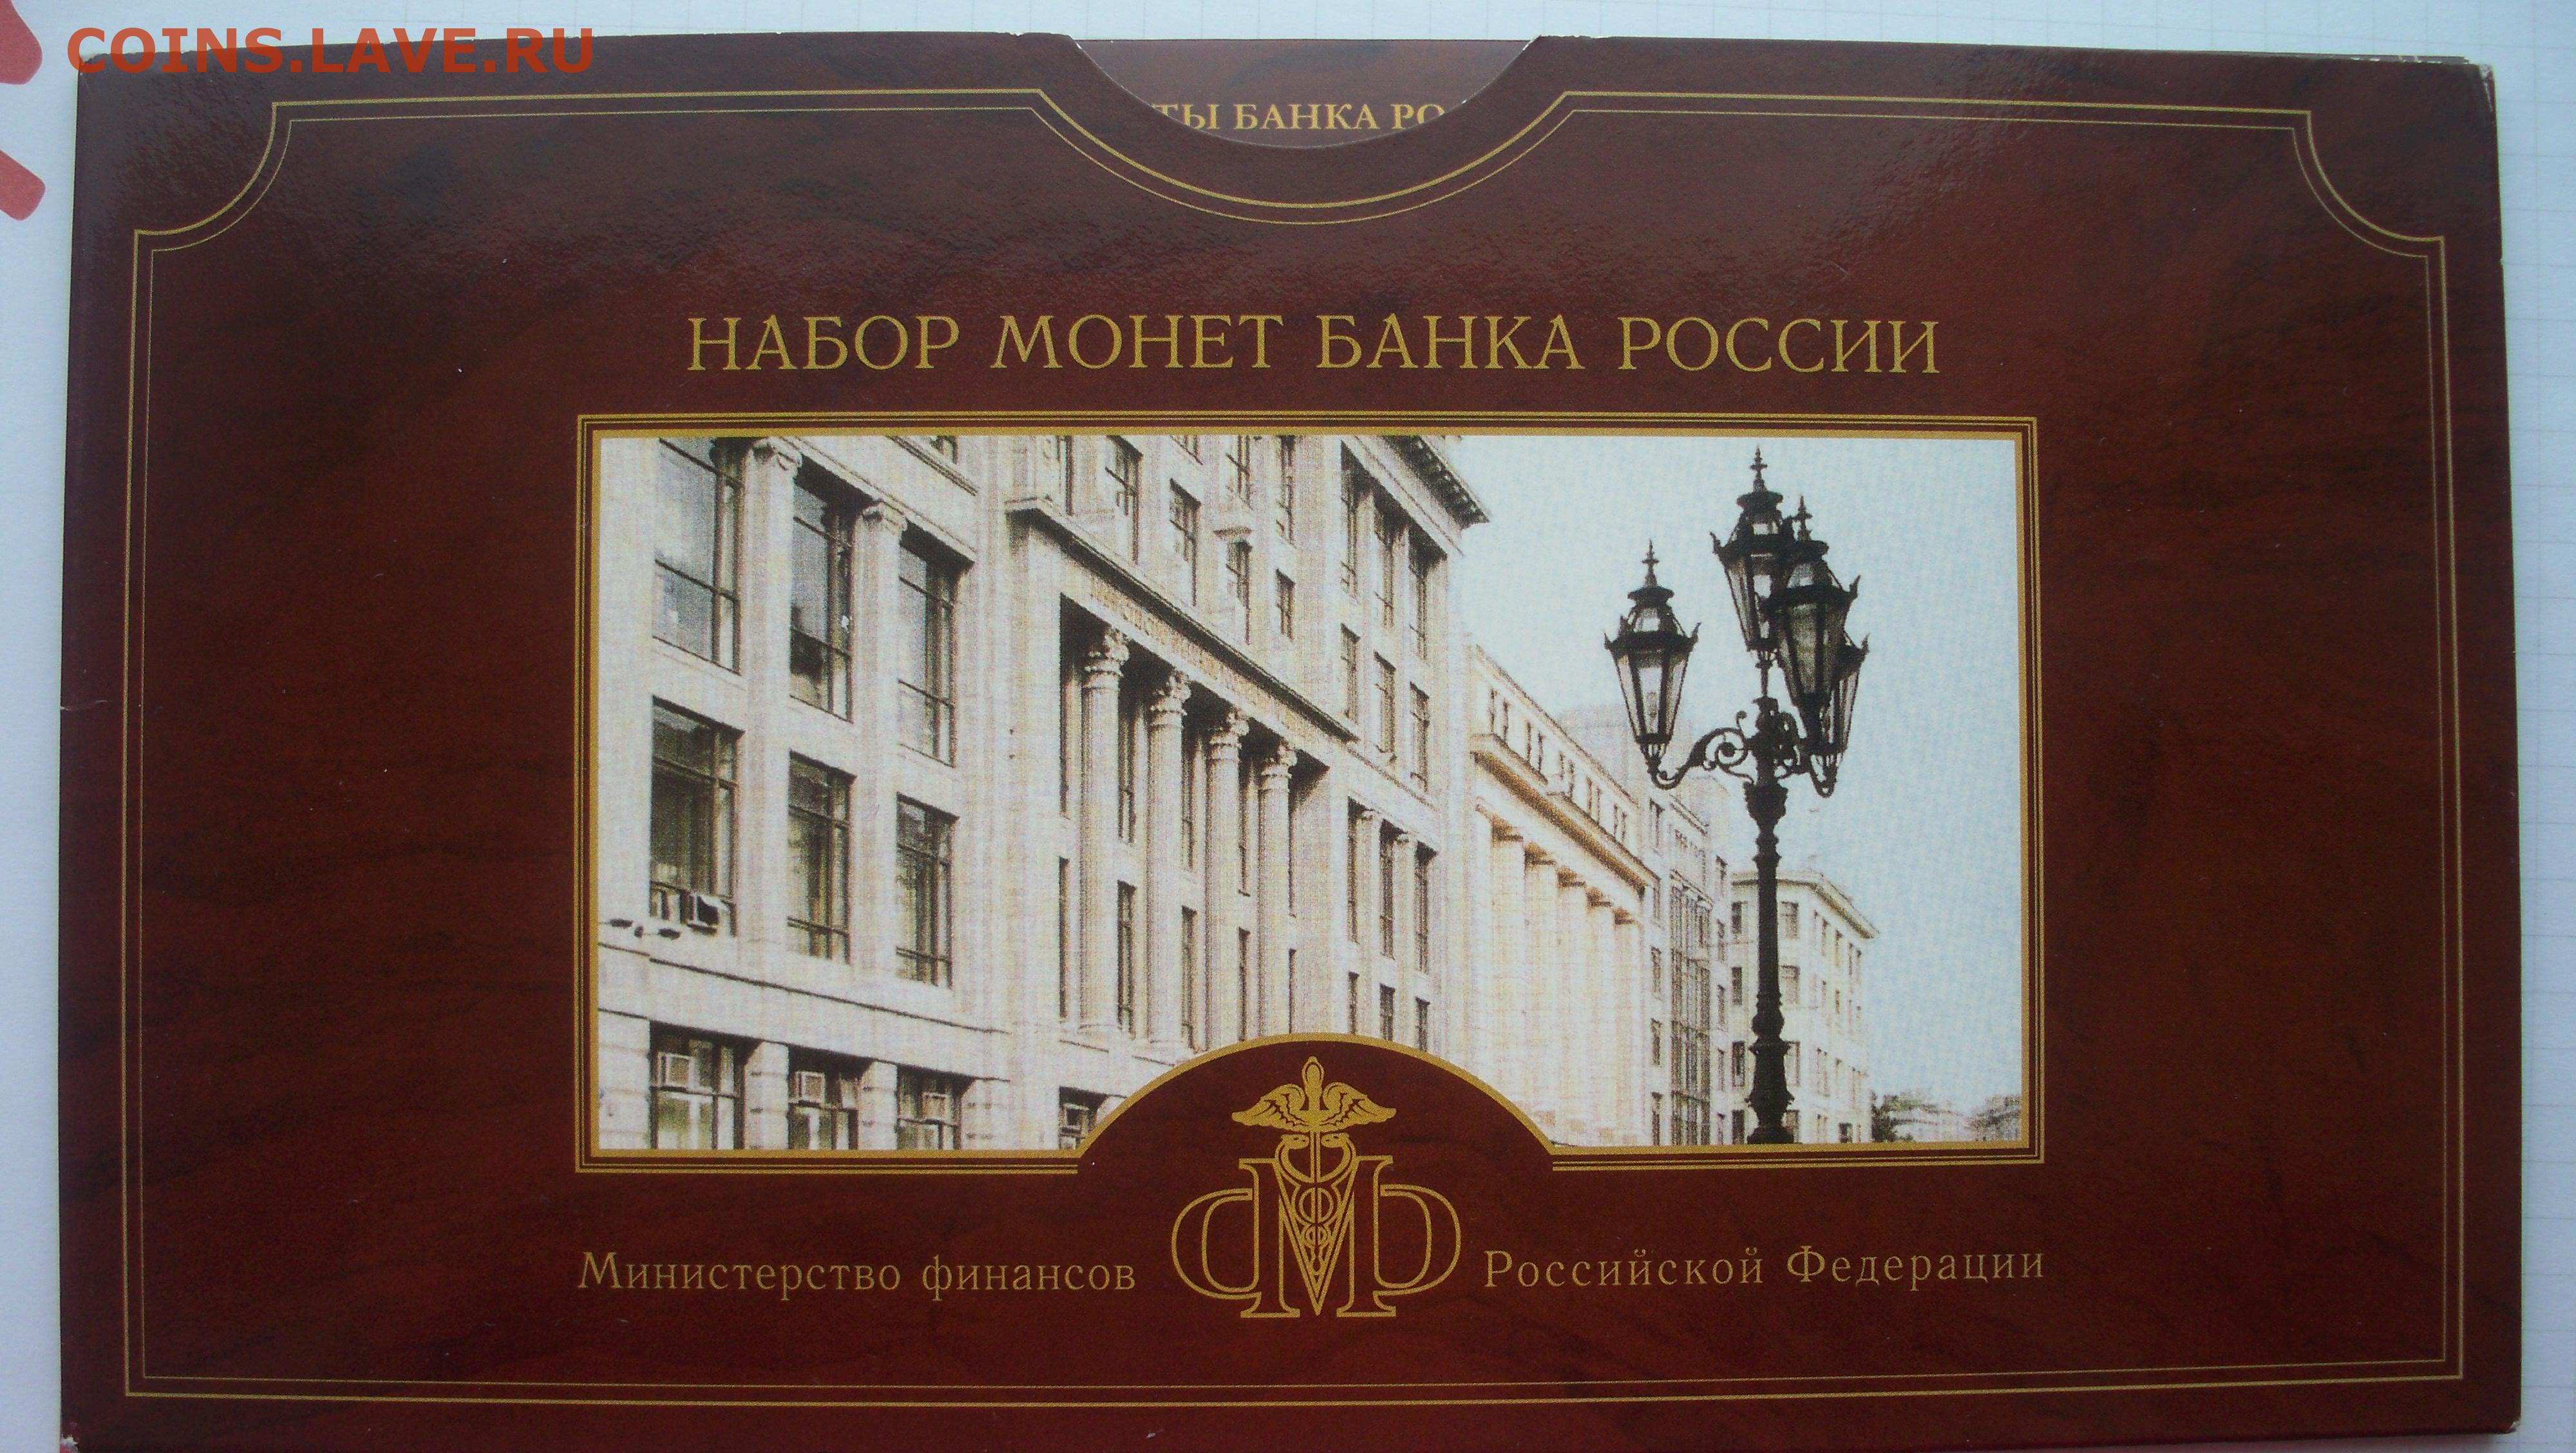 COINS.LAVE.RU
ТЫ БАНКА РО
НАБОР МОНЕТ БАНКА РОССИИ
Министерство финансов Российской Федерации